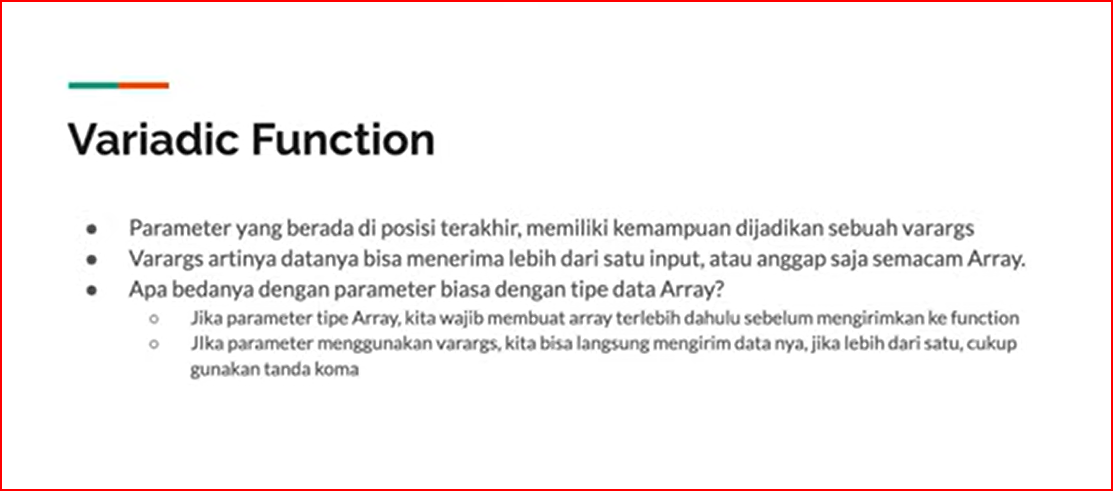 Variadic Function
● Parameter yang berada di posisi terakhir, memiliki kemampuan dijadikan sebuah varargs
● Varargs artinya datanya bisa menerima lebih dari satu input, atau anggap saja semacam Array.
● Apa bedanya dengan parameter biasa dengan tipe data Array?
○ Jika parameter tipe Array, kita wajib membuat array terlebih dahulu sebelum mengirimkan ke function
○ JIka parameter menggunakan varargs, kita bisa langsung mengirim data nya, jika lebih dari satu, cukup
gunakan tanda koma